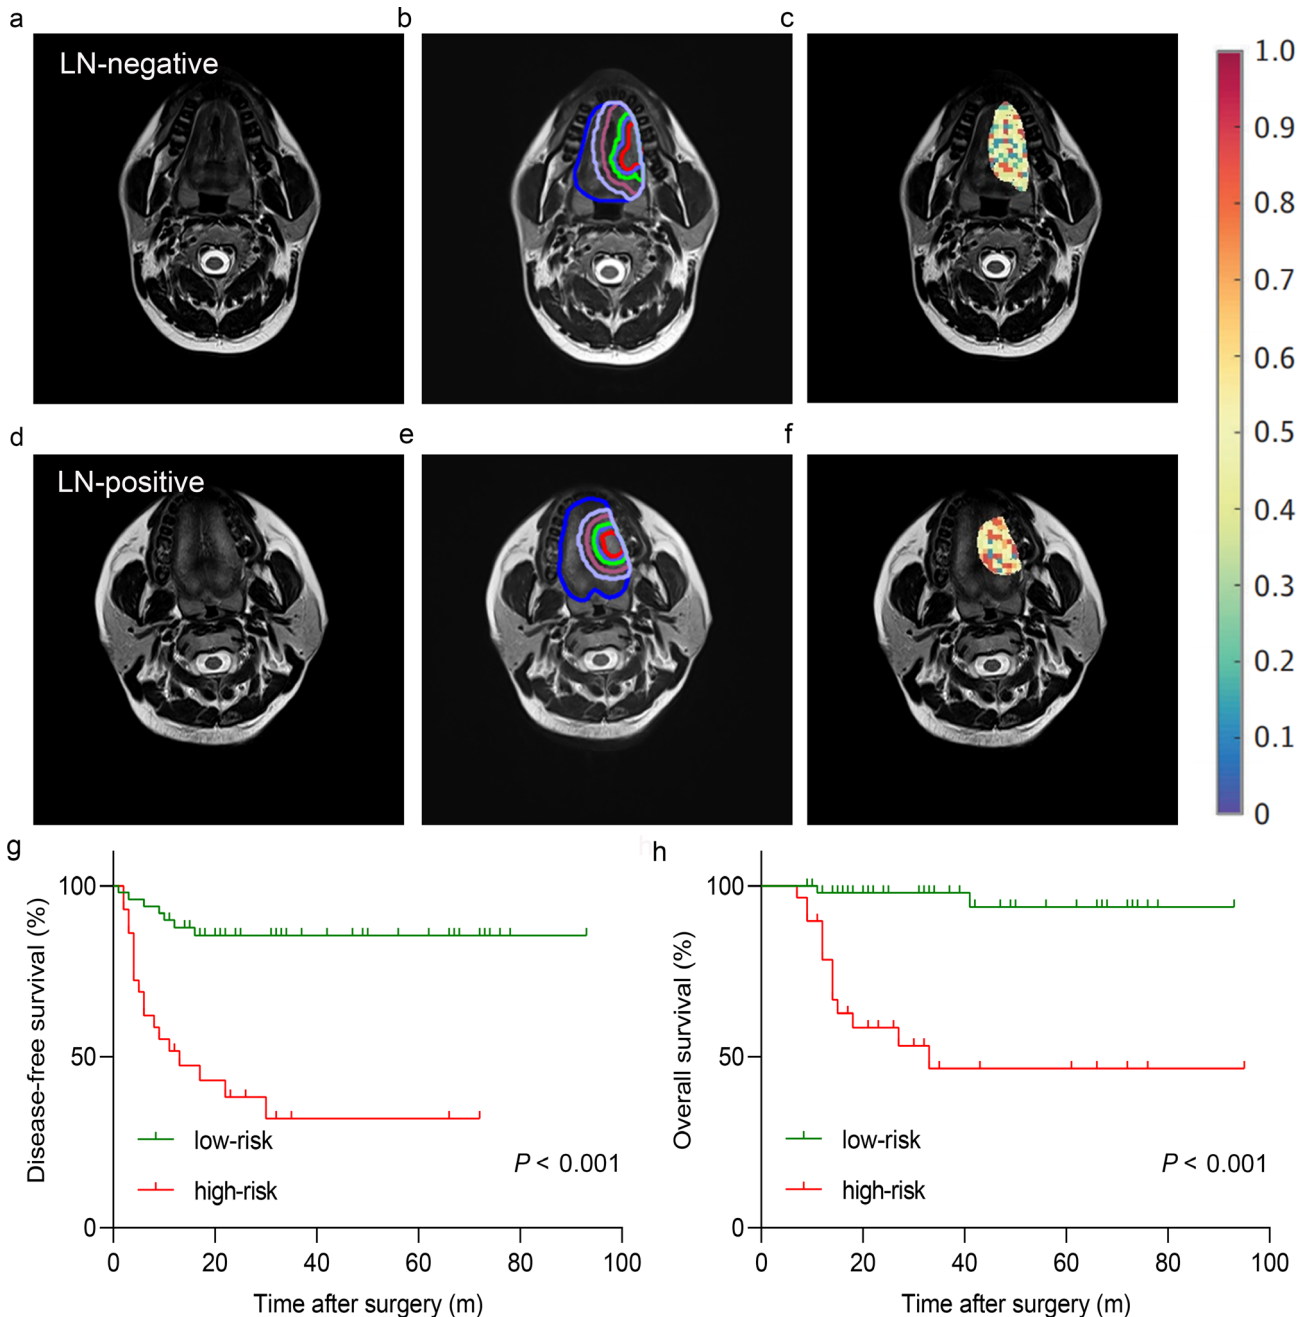 a
b
c
LN-negative
1.0
0.9
0.8
0.7
0.6
0.5
0.4
0.3
0.2
0.1
0
d
e
f
LN-positive
g
100
50
0
Disease-free survival (%)
low-risk
high-risk
P < 0.001
0 20 40 60 80 100
Time after surgery (m)
h
100
50
0
Overall survival (%)
low-risk
high-risk
P < 0.001
0 20 40 60 80 100
Time after surgery (m)